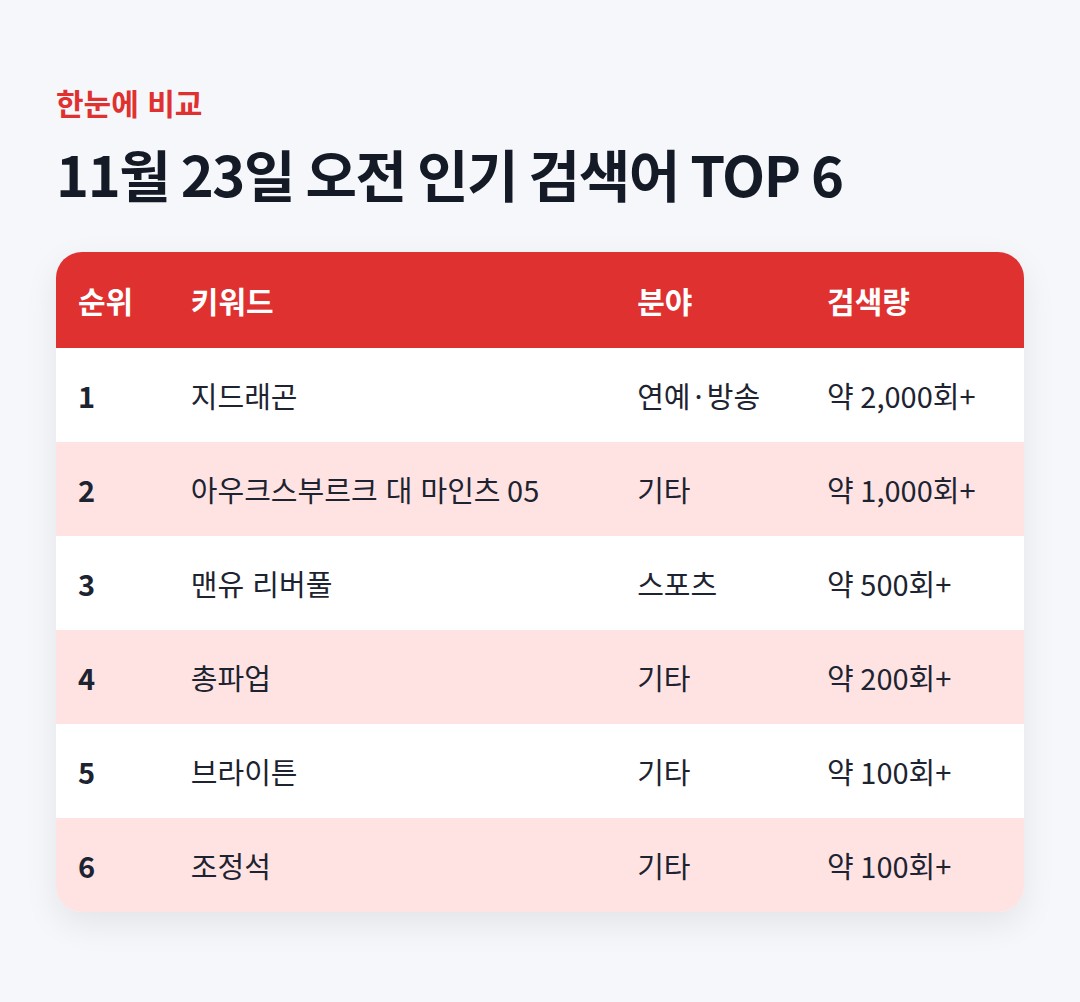 한눈에 비교
11월 23일 오전 인기 검색어 TOP 6
순위 키워드 분야 검색량
1 지드래곤 연예·방송 약 2,000회+
2 아우크스부르크 대 마인츠 05 기타 약 1,000회+
3 맨유 리버풀 스포츠 약 500회+
4 총파업 기타 약 200회+
5 브라이튼 기타 약 100회+
6 조정석 기타 약 100회+